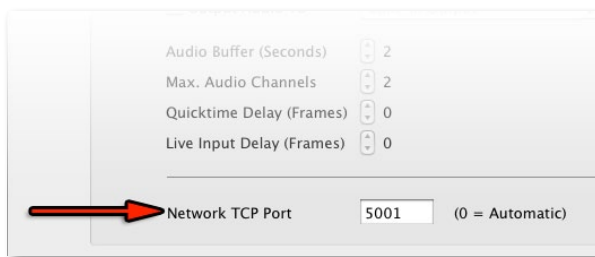 Audio Buffer (Seconds) 2
Max. Audio Channels 2
Quicktime Delay (Frames) 0
Live Input Delay (Frames) 0
Network TCP Port 5001 (0 = Automatic)